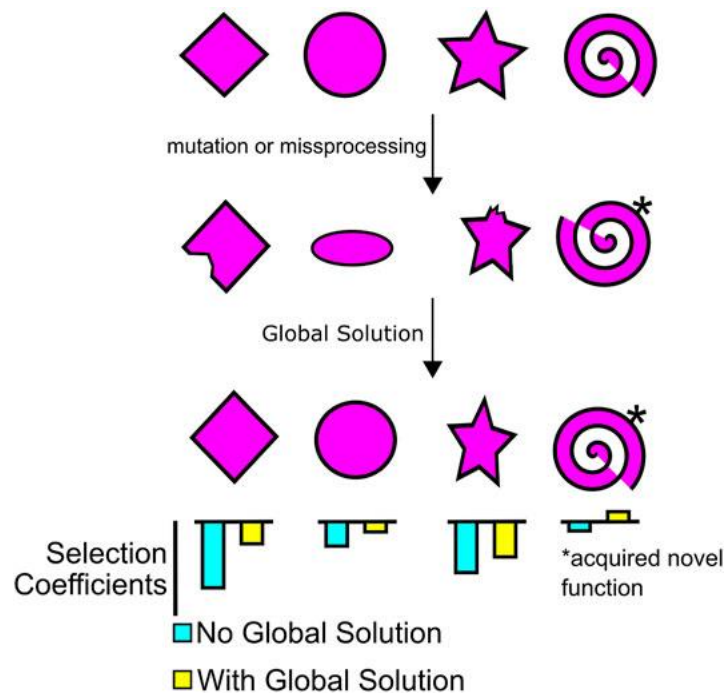 mutation or missprocessing
*
Global Solution
*
Selection
Coefficients
*acquired novel
function
No Global Solution
With Global Solution